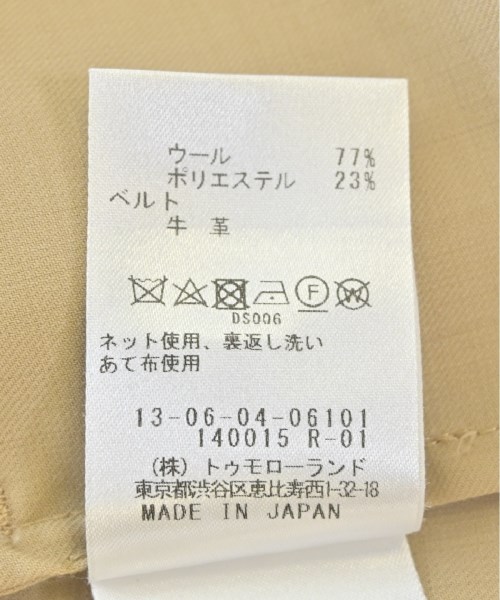 ウール 77%
ポリエステル 23%
ベルト
牛 革
F W
DS006
ネット使用、裏返し洗い
あて布使用
13-06-04-06101
140015 R-01
(株) トゥモローランド
東京都渋谷区恵比寿西1-32-18
MADE IN JAPAN